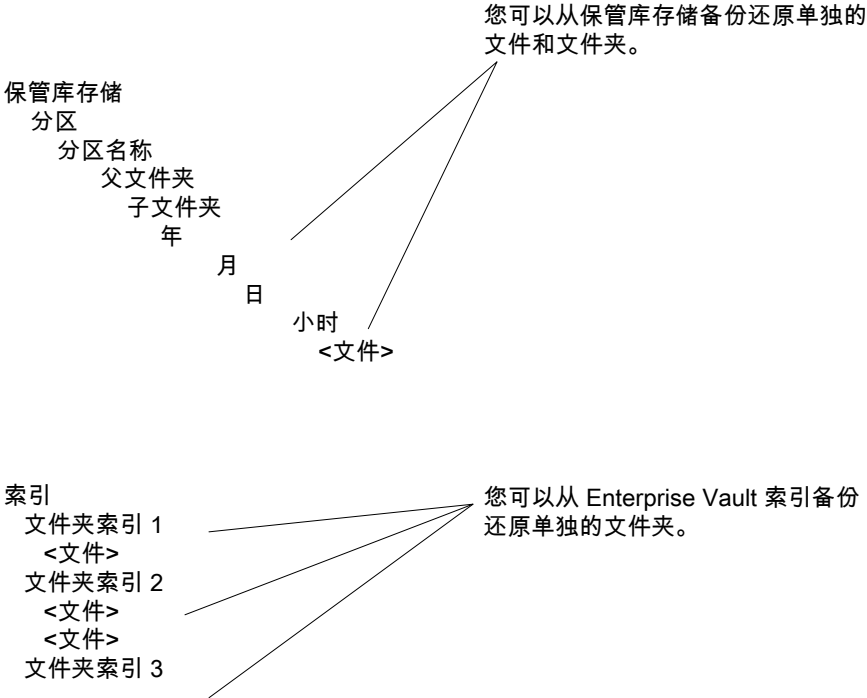 您可以从保管库存储备份还原单独的
文件和文件夹。
保管库存储
分区
分区名称
父文件夹
子文件夹
年
月
日
小时
<文件>
索引
文件夹索引 1
<文件>
文件夹索引 2
<文件>
<文件>
文件夹索引 3
您可以从 Enterprise Vault 索引备份
还原单独的文件夹。